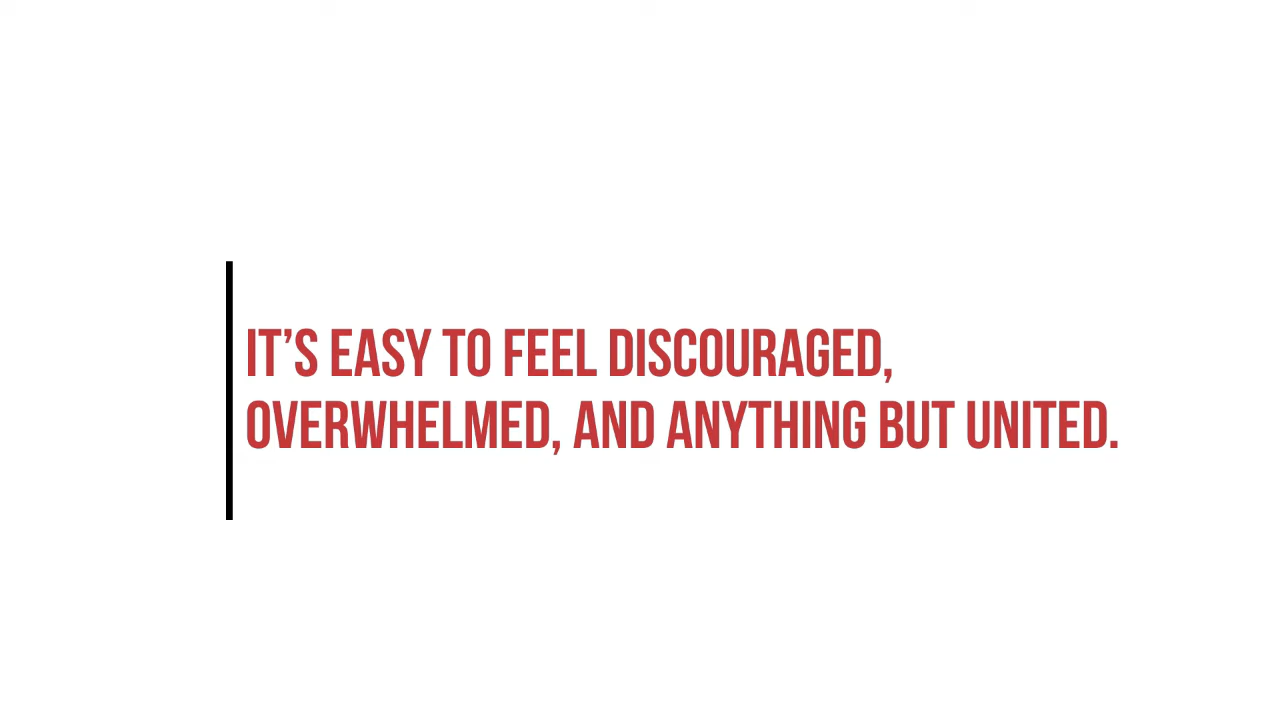 IT’S EASY TO FEEL DISCOURAGED,
OVERWHELMED, AND ANYTHING BUT UNITED.